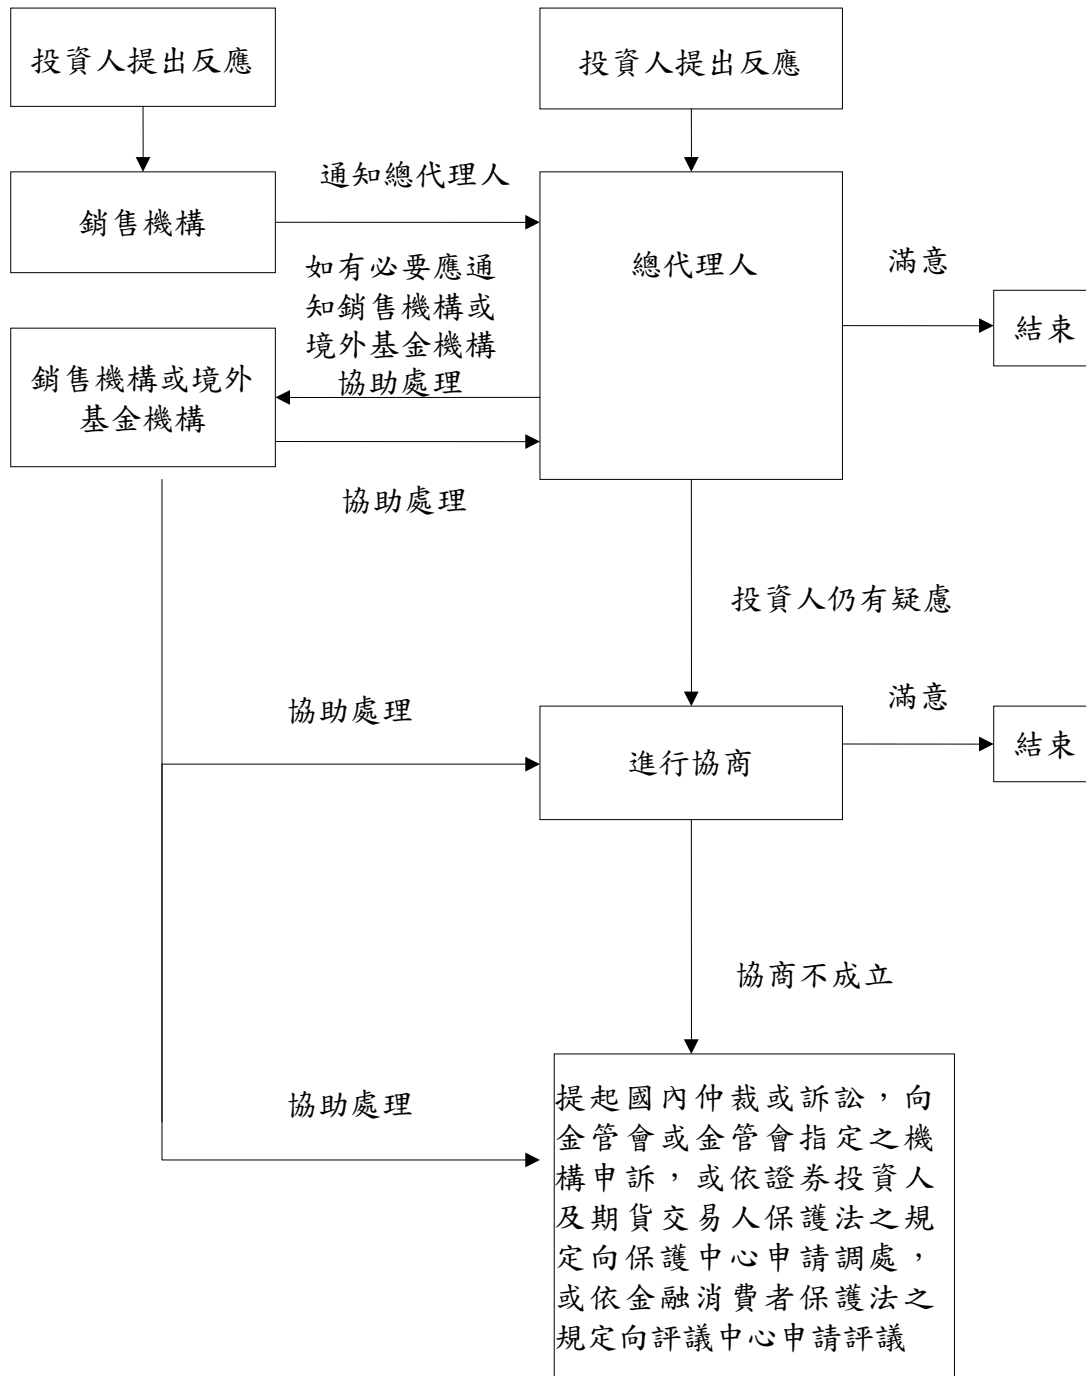 投資人提出反應
投資人提出反應
通知總代理人
銷售機構
總代理人
滿意
結束
如有必要應通
知銷售機構或
境外基金機構
協助處理
銷售機構或境外
基金機構
協助處理
投資人仍有疑慮
協助處理
進行協商
滿意
結束
協商不成立
協助處理
提起國內仲裁或訴訟，向
金管會或金管會指定之機
構申訴，或依證券投資人
及期貨交易人保護法之規
定向保護中心申請調處，
或依金融消費者保護法之
規定向評議中心申請評議